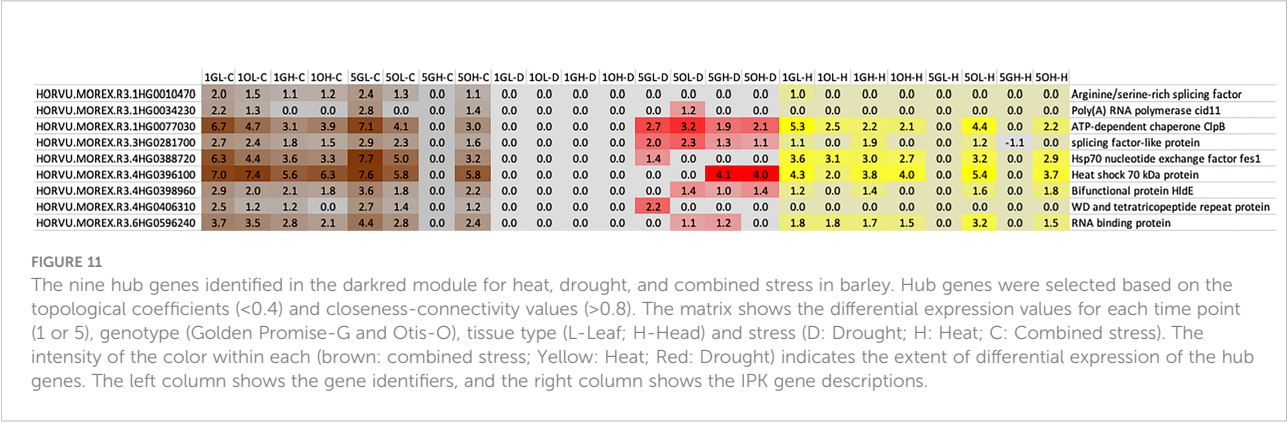 1GL-C 1OL-C 1GH-C 1OH-C 5GL-C 5OL-C 5GH-C 5OH-C 1GL-D 1OL-D 1GH-D 1OH-D 5GL-D 5OL-D 5GH-D 5OH-D 1GL-H 1OL-H 1GH-H 1OH-H 5GL-H 5OL-H 5GH-H 5OH-H
HORVU.MOREX.R3.1HG0010470 2.0 1.5 1.1 1.2 2.4 1.3 0.0 1.1 0.0 0.0 0.0 0.0 0.0 0.0 0.0 0.0 1.0 0.0 0.0 0.0 0.0 0.0 0.0 0.0 Arginine/serine-rich splicing factor
HORVU.MOREX.R3.1HG0034230 2.2 1.3 0.0 0.0 2.8 0.0 0.0 1.4 0.0 0.0 0.0 0.0 0.0 1.2 0.0 0.0 0.0 0.0 0.0 0.0 0.0 0.0 0.0 0.0 Poly(A) RNA polymerase cid11
HORVU.MOREX.R3.1HG0077030 6.7 4.7 3.1 3.9 7.1 4.1 0.0 3.0 0.0 0.0 0.0 0.0 2.7 3.2 1.9 2.1 5.3 2.5 2.2 2.1 0.0 4.4 0.0 2.2 ATP-dependent chaperone ClpB
HORVU.MOREX.R3.3HG0281700 2.7 2.4 1.8 1.5 2.9 2.3 0.0 1.6 0.0 0.0 0.0 0.0 2.0 2.3 1.3 1.1 1.1 0.0 1.9 0.0 0.0 1.2 -1.1 0.0 splicing factor-like protein
HORVU.MOREX.R3.4HG0388720 6.3 4.4 3.6 3.3 7.7 5.0 0.0 3.2 0.0 0.0 0.0 0.0 1.4 0.0 0.0 0.0 3.6 3.1 3.0 2.7 0.0 3.2 0.0 2.9 Hsp70 nucleotide exchange factor fes1
HORVU.MOREX.R3.4HG0396100 7.0 7.4 5.6 6.3 7.6 5.8 0.0 5.8 0.0 0.0 0.0 0.0 0.0 0.0 4.1 4.0 4.3 2.0 3.8 4.0 0.0 5.4 0.0 3.7 Heat shock 70 kDa protein
HORVU.MOREX.R3.4HG0398960 2.9 2.0 2.1 1.8 3.6 1.8 0.0 2.2 0.0 0.0 0.0 0.0 0.0 1.4 1.0 1.4 1.2 0.0 1.4 0.0 0.0 1.6 0.0 1.8 Bifunctional protein HldE
HORVU.MOREX.R3.4HG0406310 2.5 1.2 1.2 0.0 2.7 1.4 0.0 1.2 0.0 0.0 0.0 0.0 2.2 0.0 0.0 0.0 0.0 0.0 0.0 0.0 0.0 0.0 0.0 0.0 WD and tetratricopeptide repeat protein
HORVU.MOREX.R3.6HG0596240 3.7 3.5 2.8 2.1 4.4 2.8 0.0 2.4 0.0 0.0 0.0 0.0 0.0 1.1 1.2 0.0 1.8 1.8 1.7 1.5 0.0 3.2 0.0 1.5 RNA binding protein
FIGURE 11
The nine hub genes identified in the darkred module for heat, drought, and combined stress in barley. Hub genes were selected based on the
topological coefficients (<0.4) and closeness-connectivity values (>0.8). The matrix shows the differential expression values for each time point
(1 or 5), genotype (Golden Promise-G and Otis-O), tissue type (L-Leaf; H-Head) and stress (D: Drought; H: Heat; C: Combined stress). The
intensity of the color within each (brown: combined stress; Yellow: Heat; Red: Drought) indicates the extent of differential expression of the hub
genes. The left column shows the gene identifiers, and the right column shows the IPK gene descriptions.